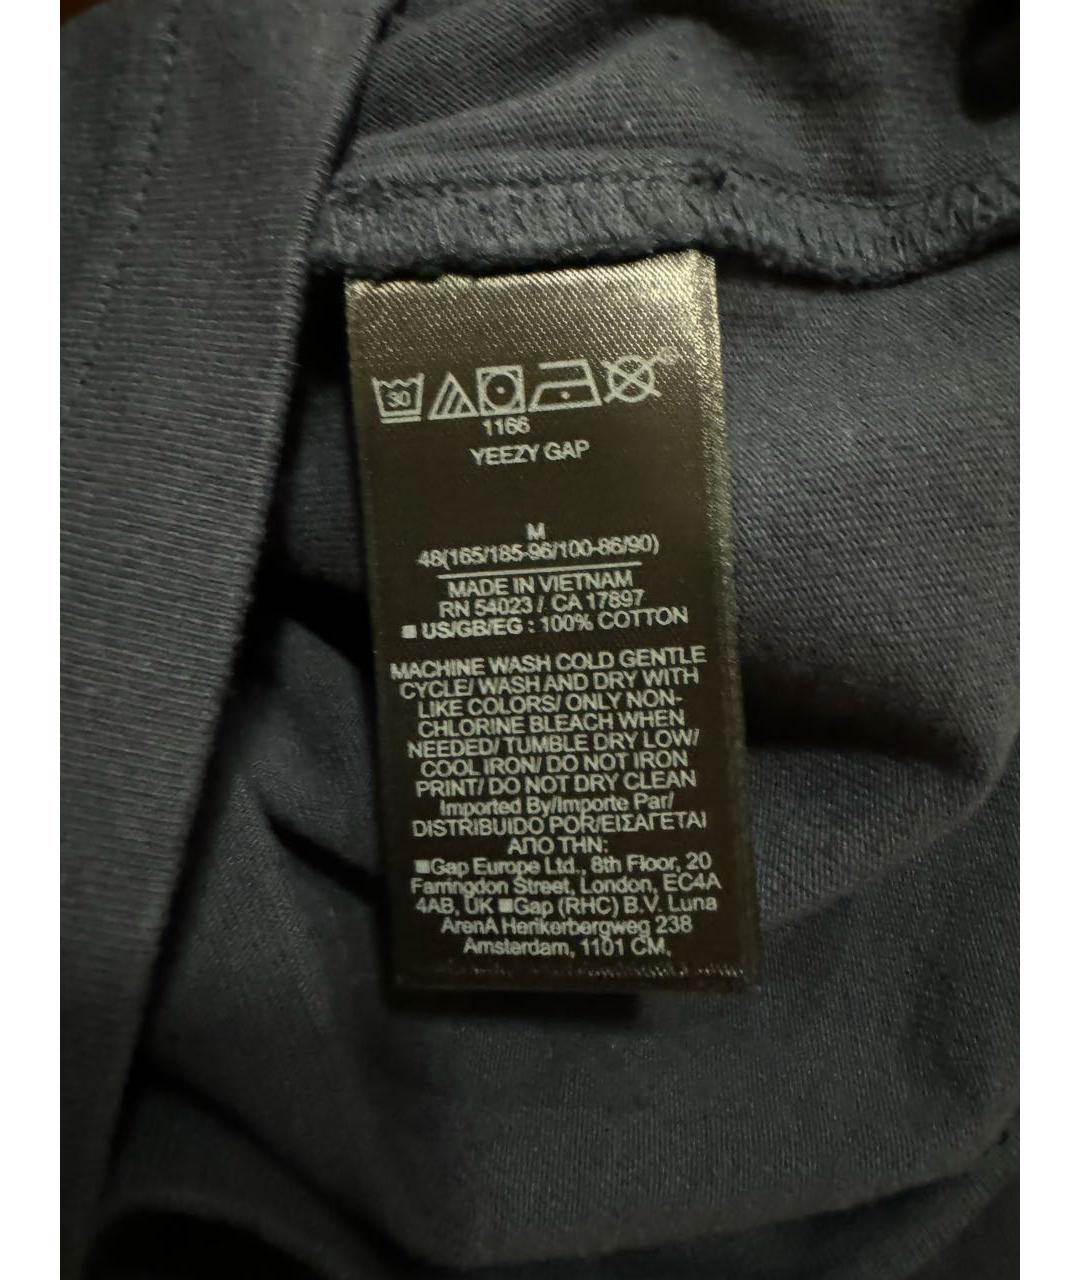 30
1166
YEEZY GAP
M
48(165/185-96/100-86/90)
MADE IN VIETNAM
RN 54023 / CA 17897
■ US/GB/EG : 100% COTTON
MACHINE WASH COLD GENTLE
CYCLE/ WASH AND DRY WITH
LIKE COLORS/ ONLY NON-
CHLORINE BLEACH WHEN
NEEDED/ TUMBLE DRY LOW/
COOL IRON/ DO NOT IRON
PRINT/ DO NOT DRY CLEAN
Imported By/Importe Par/
DISTRIBUIDO POR/ΕΙΣΑΓΕΤΑΙ
ΑΠΟ ΤΗΝ:
■Gap Europe Ltd., 8th Floor, 20
Farringdon Street, London, EC4A
4AB, UK ■Gap (RHC) B.V. Luna
ArenA Herikerbergweg 238
Amsterdam, 1101 CM,